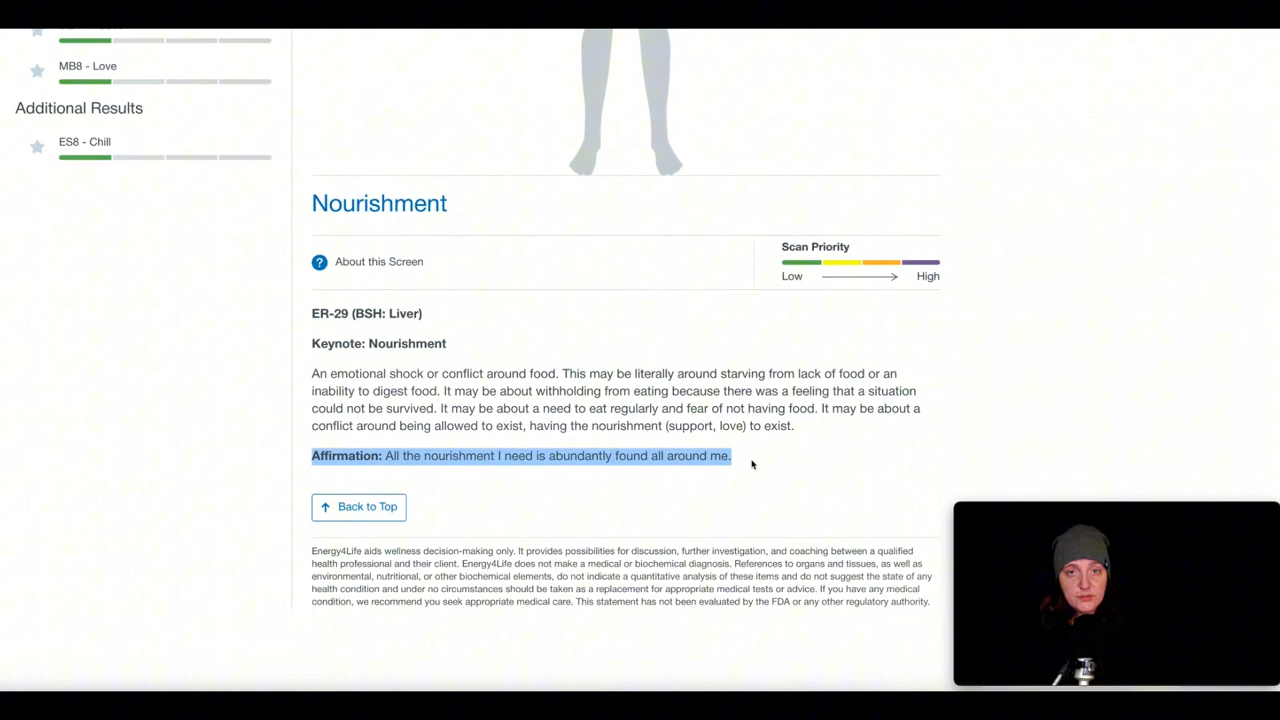 MB8 - Love
Additional Results
ES8 - Chill
Nourishment
? About this Screen
Scan Priority
Low High
ER-29 (BSH: Liver)
Keynote: Nourishment
An emotional shock or conflict around food. This may be literally around starving from lack of food or an
inability to digest food. It may be about withholding from eating because there was a feeling that a situation
could not be survived. It may be about a need to eat regularly and fear of not having food. It may be about a
conflict around being allowed to exist, having the nourishment (support, love) to exist.
Affirmation: All the nourishment I need is abundantly found all around me.
Back to Top
Energy4Life aids wellness decision-making only. It provides possibilities for discussion, further investigation, and coaching between a qualified
health professional and their client. Energy4Life does not make a medical or biochemical diagnosis. References to organs and tissues, as well as
environmental, nutritional, or other biochemical elements, do not indicate a quantitative analysis of these items and do not suggest the state of any
health condition and under no circumstances should be taken as a replacement for appropriate medical tests or advice. If you have any medical
condition, we recommend you seek appropriate medical care. This statement has not been evaluated by the FDA or any other regulatory authority.